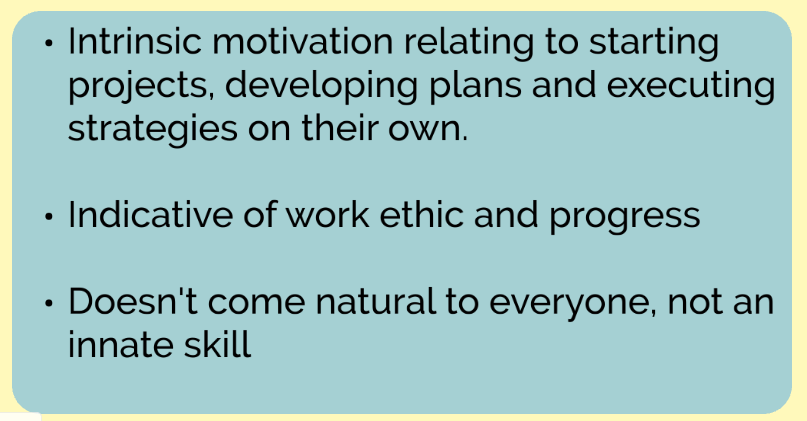 • Intrinsic motivation relating to starting
projects, developing plans and executing
strategies on their own.
• Indicative of work ethic and progress
• Doesn't come natural to everyone, not an
innate skill